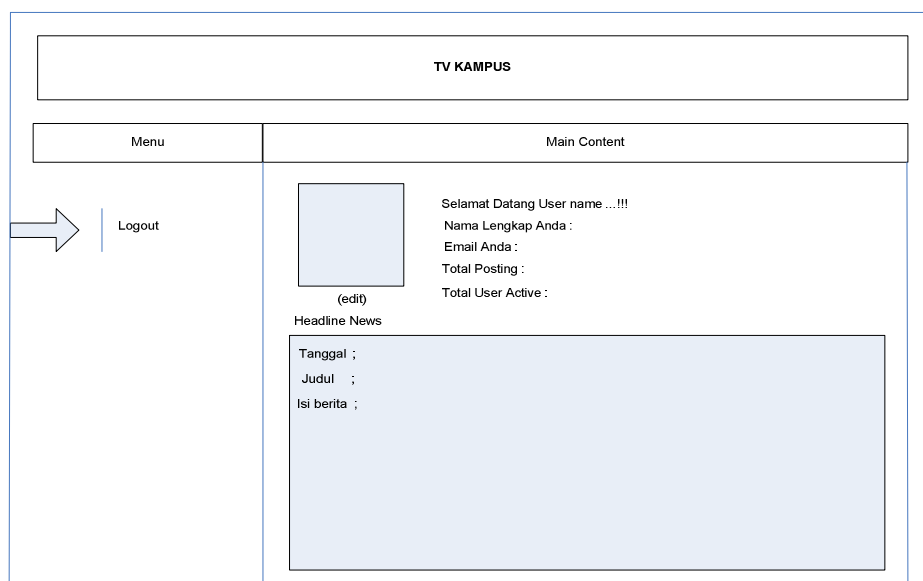 TV KAMPUS
Menu
Main Content
Logout
Selamat Datang User name ...!!!
Nama Lengkap Anda :
Email Anda :
Total Posting :
Total User Active :
(edit)
Headline News
Tanggal ;
Judul ;
Isi berita ;